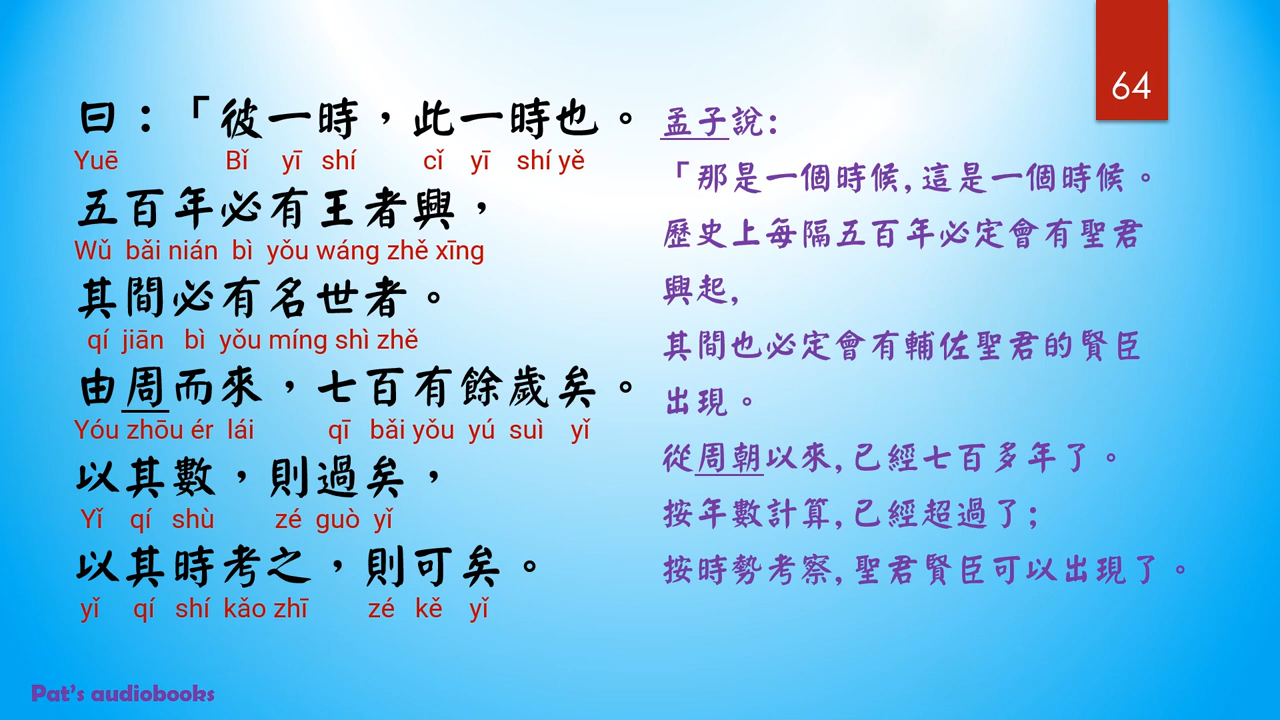 64
曰：「彼一時，此一時也。
Yuē Bǐ yī shí cǐ yī shí yě
五百年必有王者興，
Wǔ bǎi nián bì yǒu wáng zhě xīng
其間必有名世者。
qí jiān bì yǒu míng shì zhě
由周而來，七百有餘歲矣。
Yóu zhōu ér lái qī bǎi yǒu yú suì yǐ
以其數，則過矣，
Yǐ qí shù zé guò yǐ
以其時考之，則可矣。
yǐ qí shí kǎo zhī zé kě yǐ
孟子說：
「那是一個時候，這是一個時候。
歷史上每隔五百年必定會有聖君
興起，
其間也必定會有輔佐聖君的賢臣
出現。
從周朝以來，已經七百多年了。
按年數計算，已經超過了；
按時勢考察，聖君賢臣可以出現了。
Pat's audiobooks